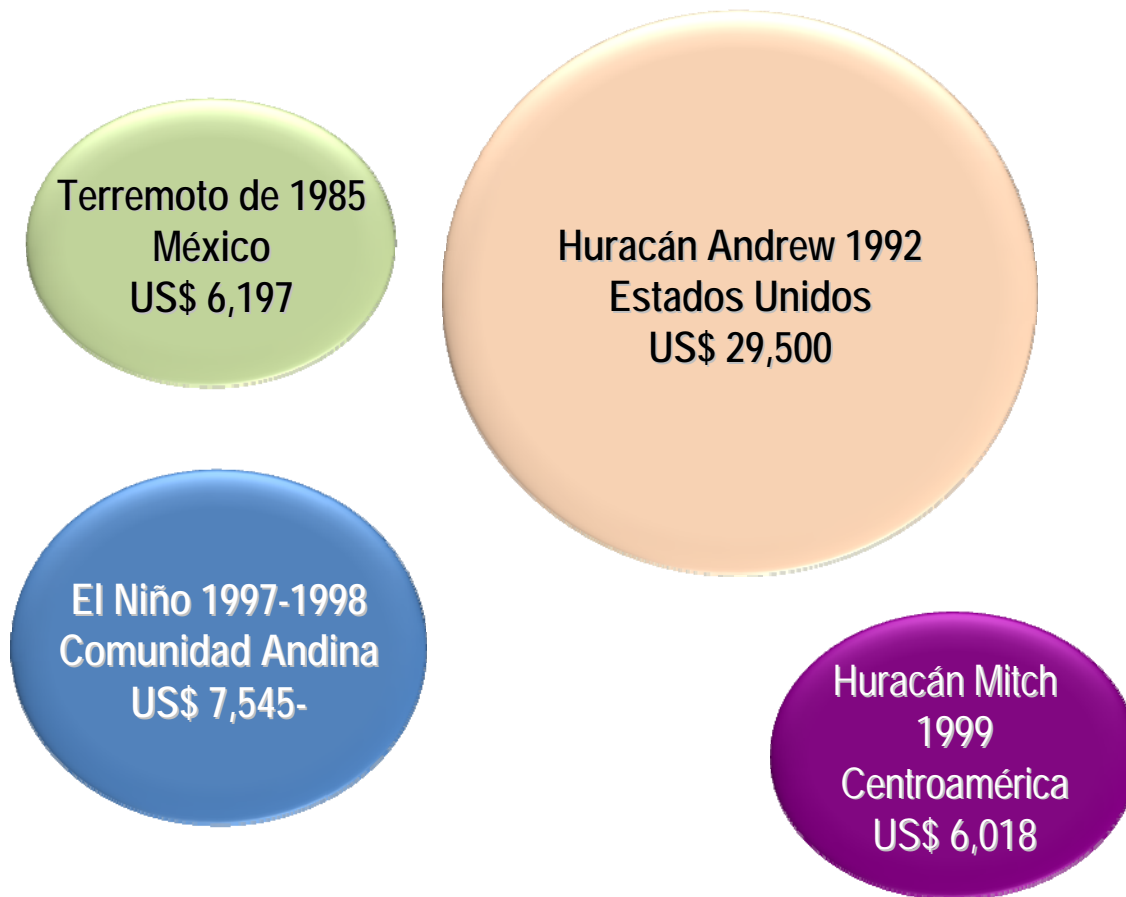 Terremoto de 1985
México
US$ 6,197
Huracán Andrew 1992
Estados Unidos
US$ 29,500
El Niño 1997-1998
Comunidad Andina
US$ 7,545-
Huracán Mitch
1999
Centroamérica
US$ 6,018